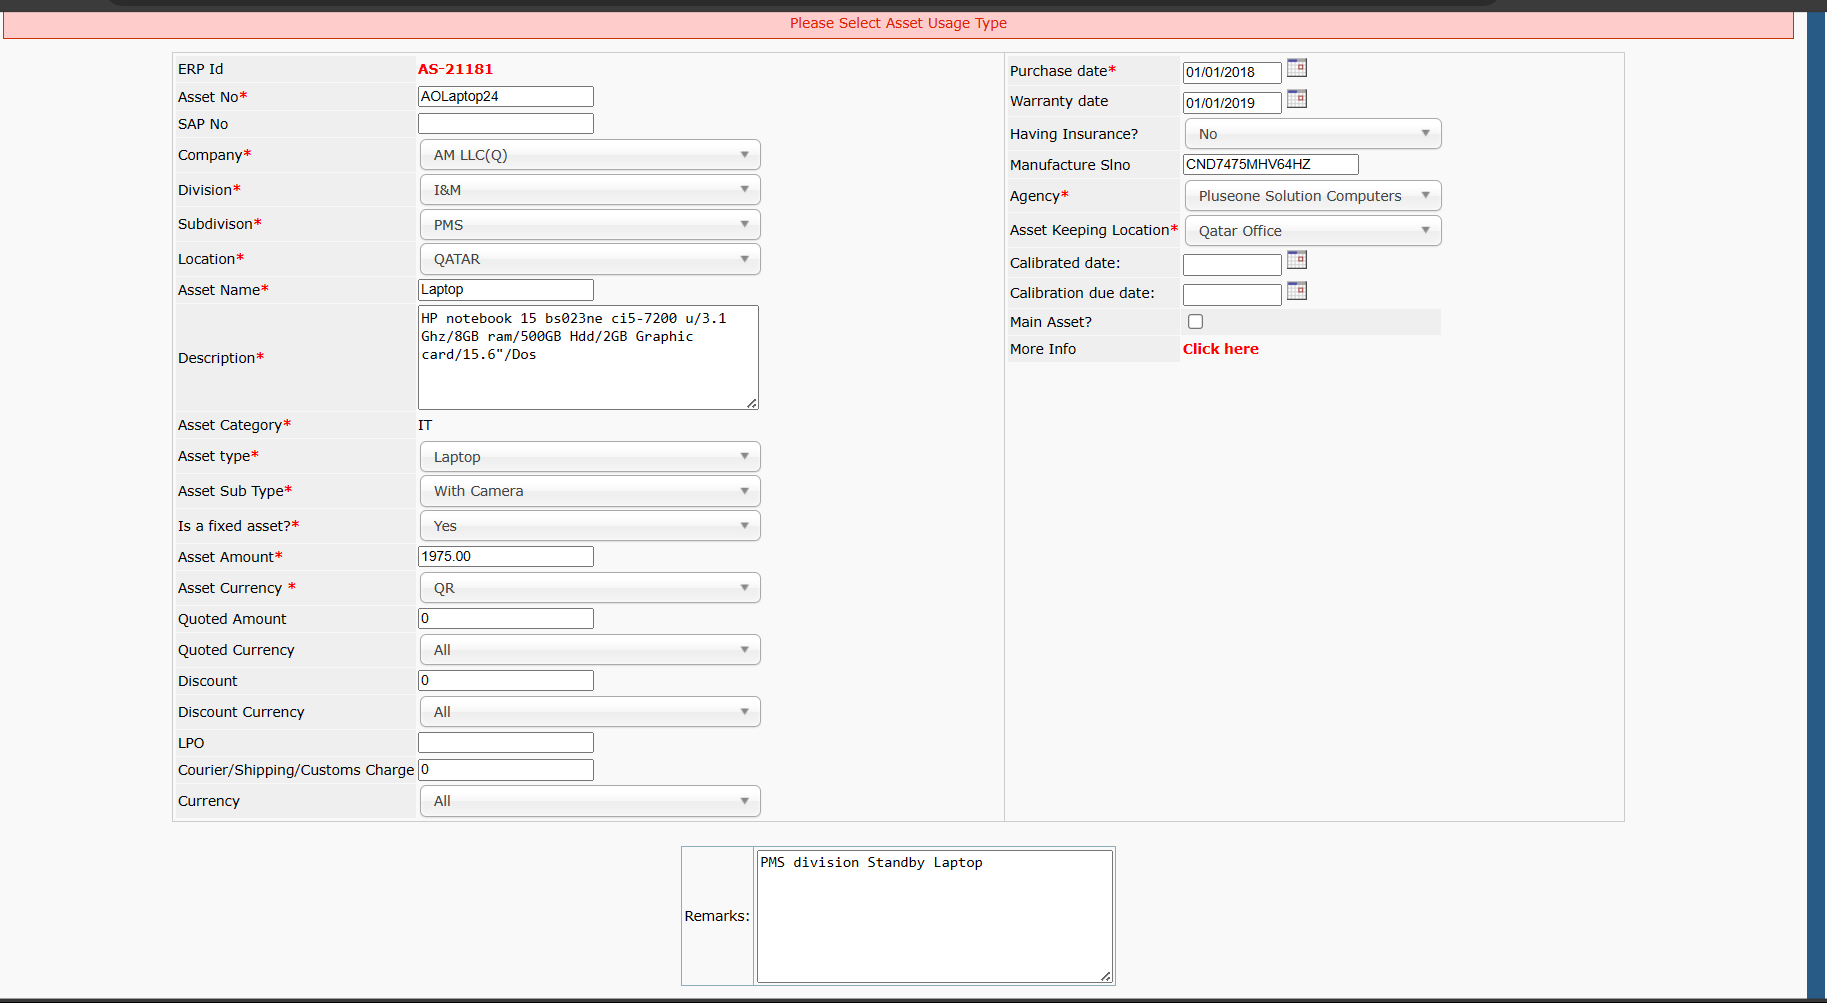 Please Select Asset Usage Type
ERP Id AS-21181
Asset No* AOLaptop24
SAP No
Company* AM LLC(Q)
Division* I&M
Subdivison* PMS
Location* QATAR
Asset Name* Laptop
Description* HP notebook 15 bs023ne ci5-7200 u/3.1
Ghz/8GB ram/500GB Hdd/2GB Graphic
card/15.6"/Dos
Asset Category* IT
Asset type* Laptop
Asset Sub Type* With Camera
Is a fixed asset?* Yes
Asset Amount* 1975.00
Asset Currency * QR
Quoted Amount 0
Quoted Currency All
Discount 0
Discount Currency All
LPO
Courier/Shipping/Customs Charge 0
Currency All
Purchase date* 01/01/2018
Warranty date 01/01/2019
Having Insurance? No
Manufacture Slno CND7475MHV64HZ
Agency* Pluseone Solution Computers
Asset Keeping Location* Qatar Office
Calibrated date:
Calibration due date:
Main Asset?
More Info Click here
Remarks: PMS division Standby Laptop